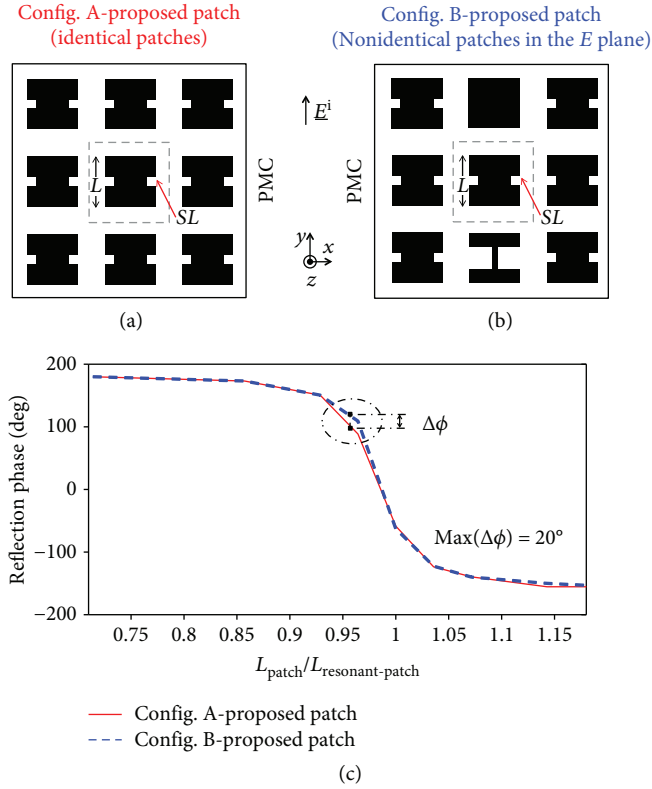 Config. A-proposed patch
(identical patches)
Config. B-proposed patch
(Nonidentical patches in the E plane)
L
SL
E^i
PMC
y
x
z
L
SL
PMC
(a)
(b)
Reflection phase (deg)
200
100
0
−100
−200
Δϕ
Max(Δϕ) = 20°
0.75 0.8 0.85 0.9 0.95 1 1.05 1.1 1.15
L_patch/L_resonant-patch
Config. A-proposed patch
Config. B-proposed patch
(c)